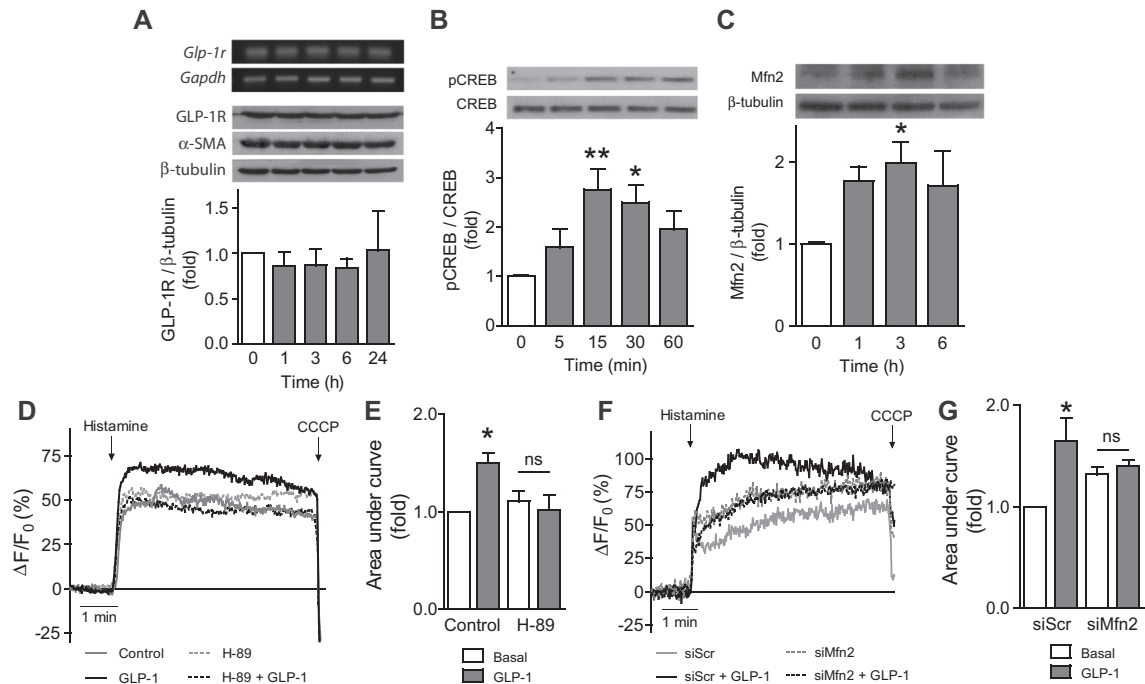 A
Glp-1r
Gapdh
GLP-1R
α-SMA
β-tubulin
GLP-1R / β-tubulin
(fold)
1.5
1.0
0.5
0.0
0 1 3 6 24
Time (h)
B
pCREB
CREB
pCREB / CREB
(fold)
4
3
2
1
0
** *
0 5 15 30 60
Time (min)
C
Mfn2
β-tubulin
Mfn2 / β-tubulin
(fold)
2
1
0
*
0 1 3 6
Time (h)
D
Histamine
CCCP
ΔF/F0 (%)
75
50
25
0
-25
1 min
Control
H-89
GLP-1
H-89 + GLP-1
E
Area under curve
(fold)
2.0
1.0
0.0
*
ns
Control H-89
Basal
GLP-1
F
Histamine
CCCP
ΔF/F0 (%)
100
75
50
25
0
-25
1 min
siScr
siMfn2
siScr + GLP-1
siMfn2 + GLP-1
G
Area under curve
(fold)
2.0
1.0
0.0
*
ns
siScr siMfn2
Basal
GLP-1